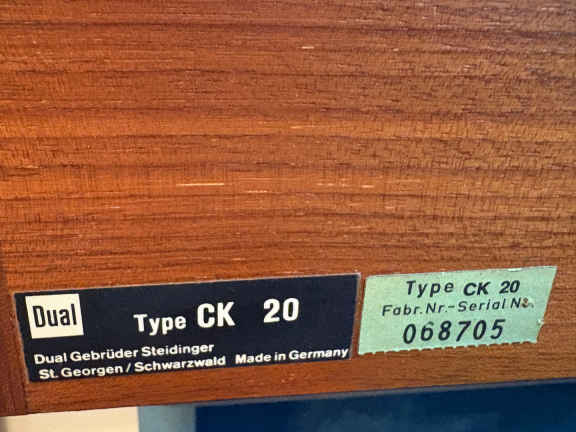 Dual
Type CK 20
Dual Gebrüder Steidinger
St. Georgen / Schwarzwald Made in Germany
Type CK 20
Fabr.Nr.-Serial No
068705